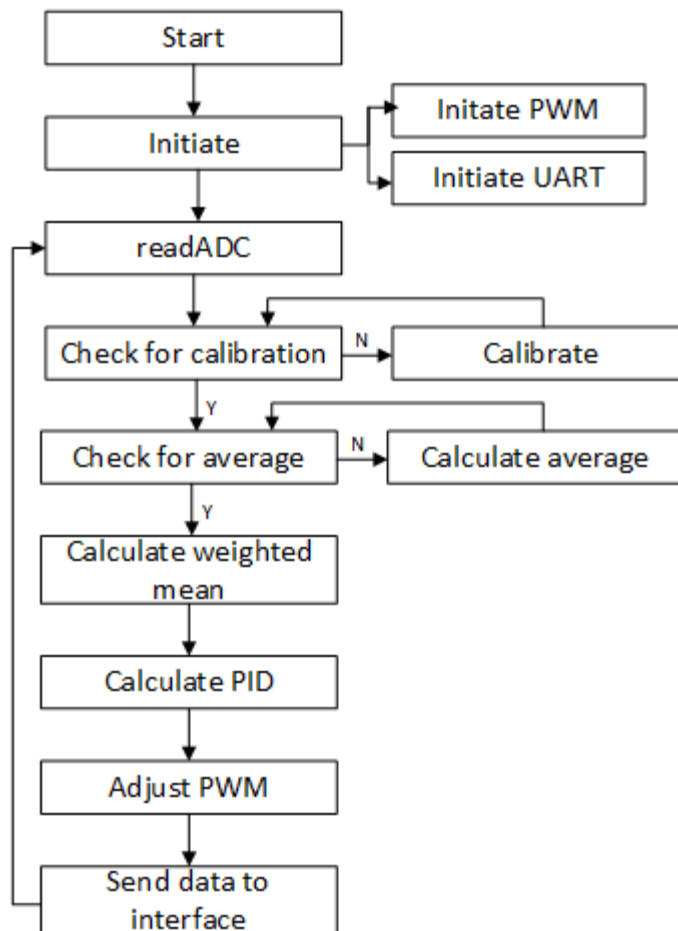 Start
Initiate
Initate PWM
Initiate UART
readADC
Check for calibration
N
Calibrate
Y
Check for average
N
Calculate average
Y
Calculate weighted
mean
Calculate PID
Adjust PWM
Send data to
interface